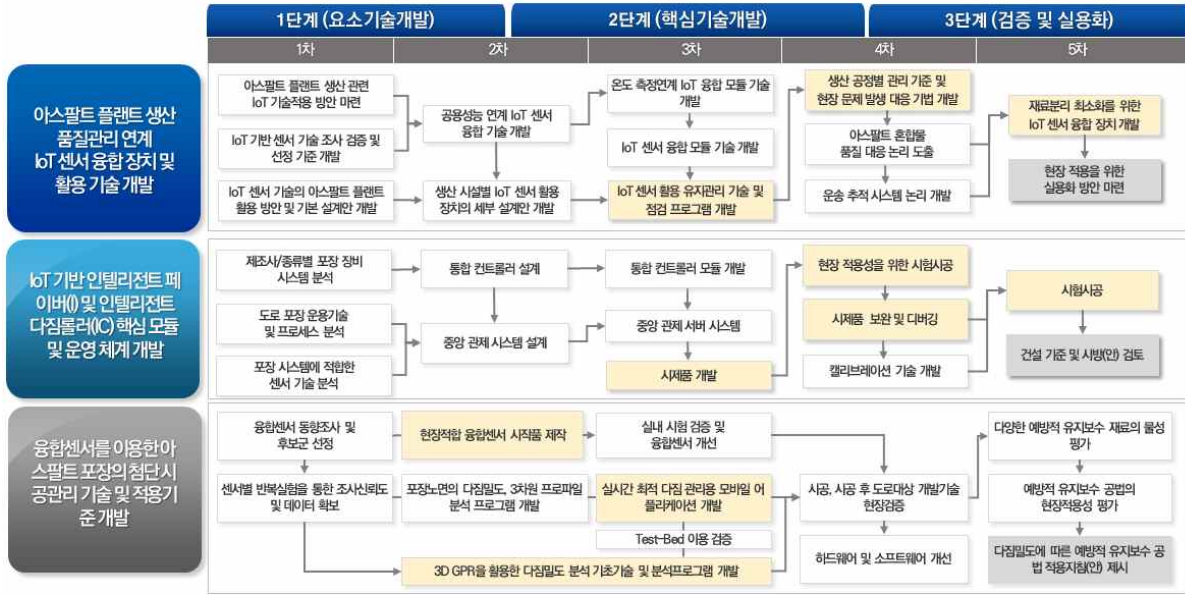 1단계 (요소기술개발)
2단계 (핵심기술개발)
3단계 (검증 및 실용화)
1차
2차
3차
4차
5차
아스팔트 플랜트 생산
품질관리 연계
IoT 센서 융합 장치 및
활용 기술 개발
아스팔트 플랜트 생산 관련
IoT 기술적용 방안 마련
IoT 기반 센서 기술 조사 검증 및
선정 기준 개발
IoT 센서 기술의 아스팔트 플랜트
활용 방안 및 기본 설계안 개발
공용성능 연계 IoT 센서
융합 기술 개발
생산 시설별 IoT 센서 활용
장치의 세부 설계안 개발
온도 측정연계 IoT 융합 모듈 기술
개발
IoT 센서 융합 모듈 기술 개발
IoT 센서 활용 유지관리 기술 및
점검 프로그램 개발
생산 공정별 관리 기준 및
현장 문제 발생 대응 기법 개발
아스팔트 혼합물
품질 대응 논리 도출
운송 추적 시스템 논리 개발
재료분리 최소화를 위한
IoT 센서 융합 장치 개발
현장 적용을 위한
실용화 방안 마련
IoT 기반 인텔리전트 페
이버(I) 및 인텔리전트
다짐롤러(IC) 핵심 모듈
및 운영 체계 개발
제조사/종류별 포장 장비
시스템 분석
도로 포장 운용기술
및 프로세스 분석
포장 시스템에 적합한
센서 기술 분석
통합 컨트롤러 설계
중앙 관제 시스템 설계
통합 컨트롤러 모듈 개발
중앙 관제 서버 시스템
시제품 개발
현장 적용성을 위한 시험시공
시제품 보완 및 디버깅
캘리브레이션 기술 개발
시험시공
건설 기준 및 시방(안) 검토
융합센서를 이용한 아
스팔트 포장의 첨단 시
공관리 기술 및 적용기
준 개발
융합센서 동향조사 및
후보군 선정
센서별 반복실험을 통한 조사신뢰도
및 데이터 확보
현장적합 융합센서 시작품 제작
포장노면의 다짐밀도, 3차원 프로파일
분석 프로그램 개발
실내 시험 검증 및
융합센서 개선
실시간 최적 다짐 관리용 모바일 어
플리케이션 개발
Test-Bed 이용 검증
3D GPR을 활용한 다짐밀도 분석 기초기술 및 분석프로그램 개발
시공, 시공 후 도로대상 개발기술
현장검증
하드웨어 및 소프트웨어 개선
다양한 예방적 유지보수 재료의 물성
평가
예방적 유지보수 공법의
현장적용성 평가
다짐밀도에 따른 예방적 유지보수 공
법 적용지침(안) 제시